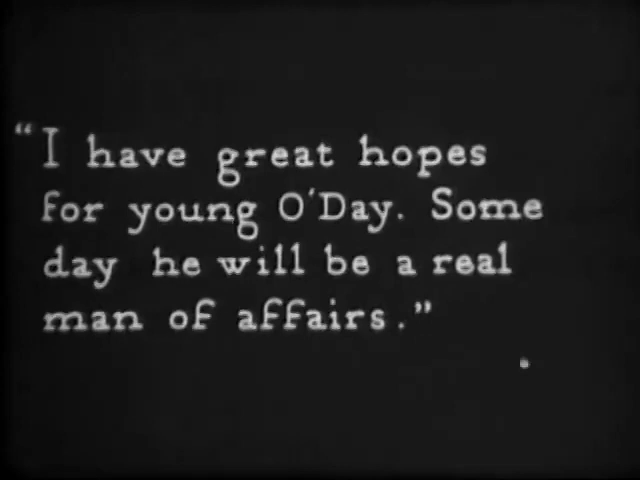 "I have great hopes
for young O'Day. Some
day he will be a real
man of affairs."